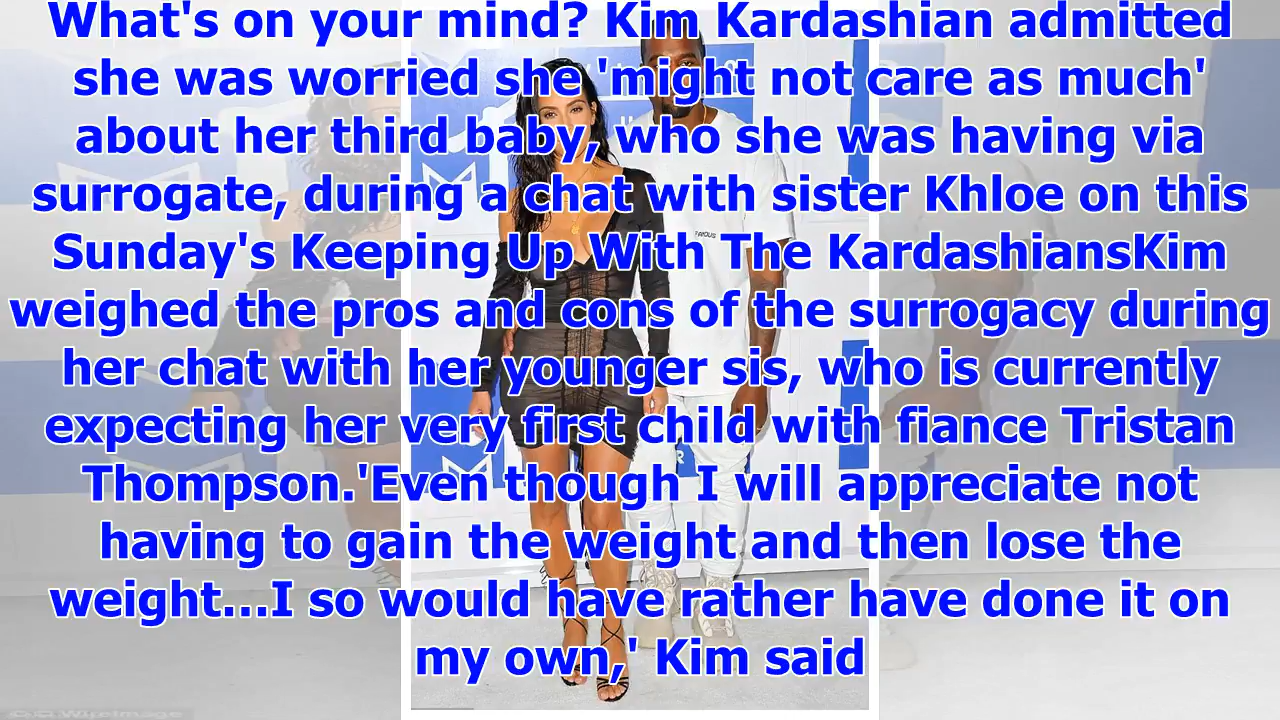 What's on your mind? Kim Kardashian admitted
she was worried she 'might not care as much'
about her third baby, who she was having via
surrogate, during a chat with sister Khloe on this
Sunday's Keeping Up With The KardashiansKim
weighed the pros and cons of the surrogacy during
her chat with her younger sis, who is currently
expecting her very first child with fiance Tristan
Thompson.'Even though I will appreciate not
having to gain the weight and then lose the
weight...I so would have rather have done it on
my own,' Kim said
FAMOUS
WireImage